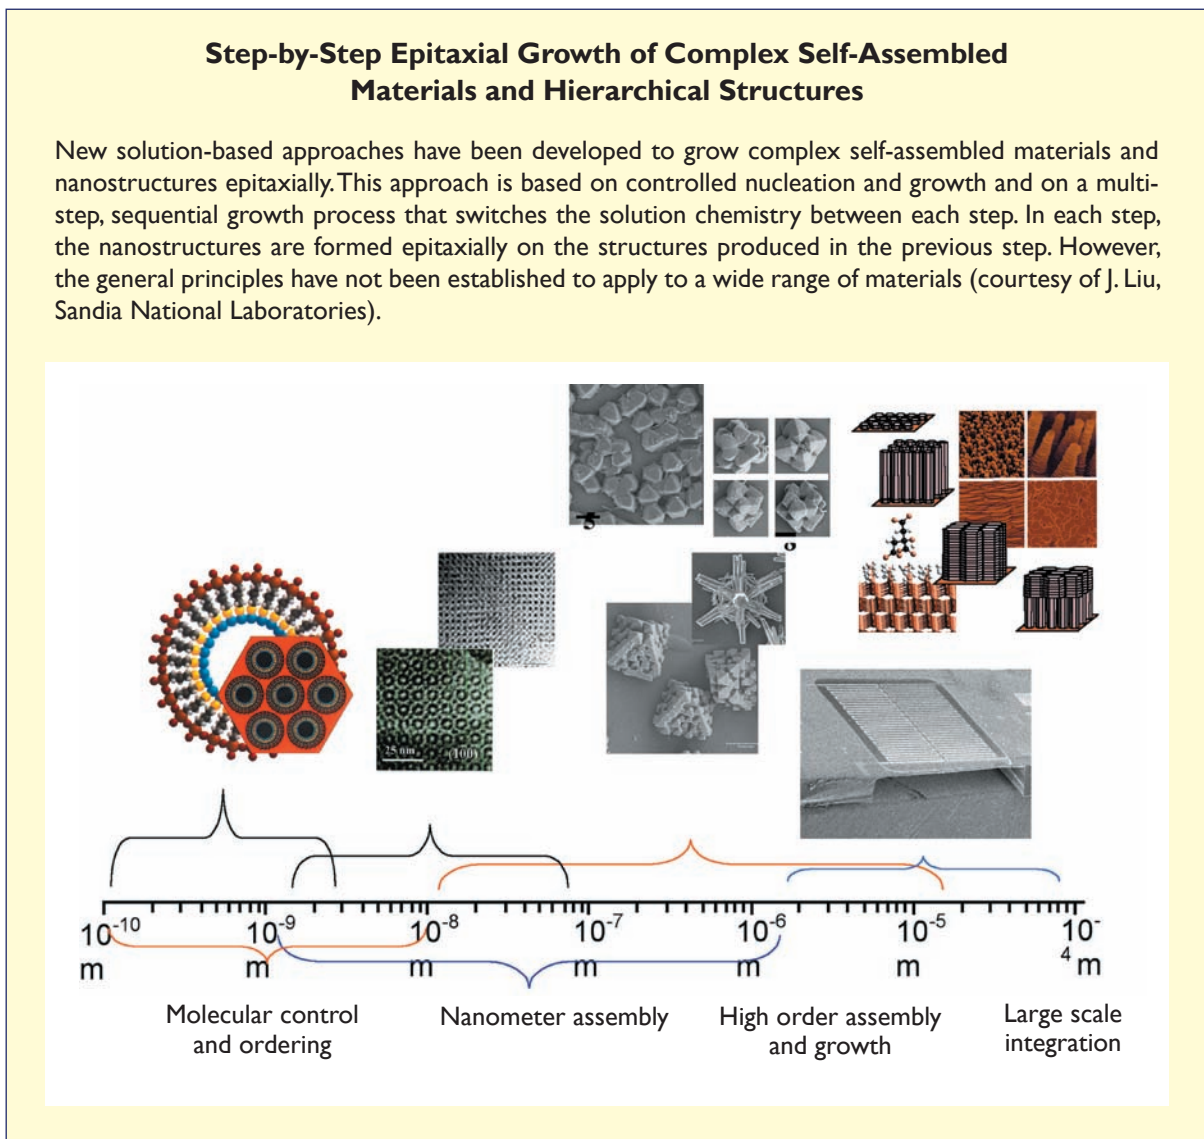 Step-by-Step Epitaxial Growth of Complex Self-Assembled
Materials and Hierarchical Structures
New solution-based approaches have been developed to grow complex self-assembled materials and
nanostructures epitaxially. This approach is based on controlled nucleation and growth and on a multi-
step, sequential growth process that switches the solution chemistry between each step. In each step,
the nanostructures are formed epitaxially on the structures produced in the previous step. However,
the general principles have not been established to apply to a wide range of materials (courtesy of J. Liu,
Sandia National Laboratories).
25 nm (100)
10-10 10-9 10-8 10-7 10-6 10-5 10-
m m m m m m 4 m
Molecular control
and ordering
Nanometer assembly
High order assembly
and growth
Large scale
integration